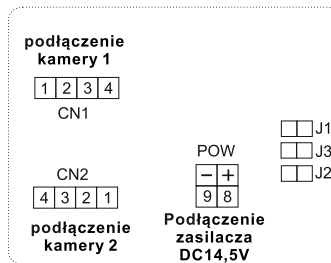 podłączenie
kamery 1
1 2 3 4
CN1
J1
J3
J2
POW
– +
9 8
CN2
4 3 2 1
podłączenie
kamery 2
Podłączenie
zasilacza
DC14,5V